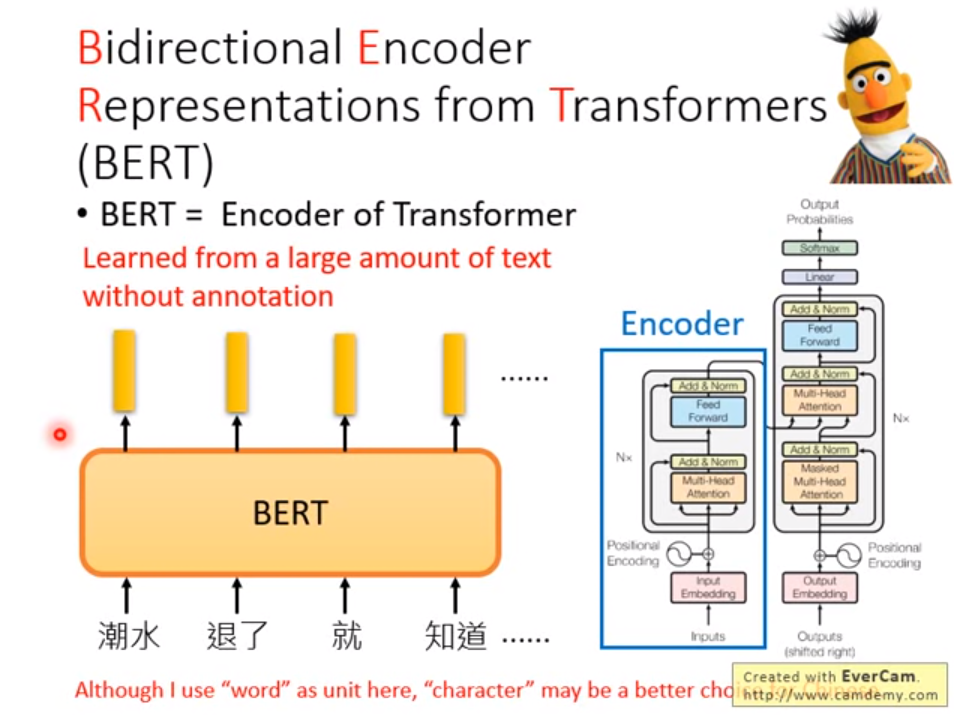 Bidirectional Encoder
Representations from Transformers
(BERT)
• BERT = Encoder of Transformer
Learned from a large amount of text
without annotation
......
BERT
潮水 退了 就 知道 ......
Encoder
Add & Norm
Feed
Forward
Nx
Add & Norm
Multi-Head
Attention
Positional
Encoding
Input
Embedding
Inputs
Output
Probabilities
Softmax
Linear
Add & Norm
Feed
Forward
Add & Norm
Multi-Head
Attention
Nx
Add & Norm
Masked
Multi-Head
Attention
Positional
Encoding
Output
Embedding
Outputs
(shifted right)
Although I use “word” as unit here, “character” may be a better
Created with EverCam.
http://www.camdemy.com